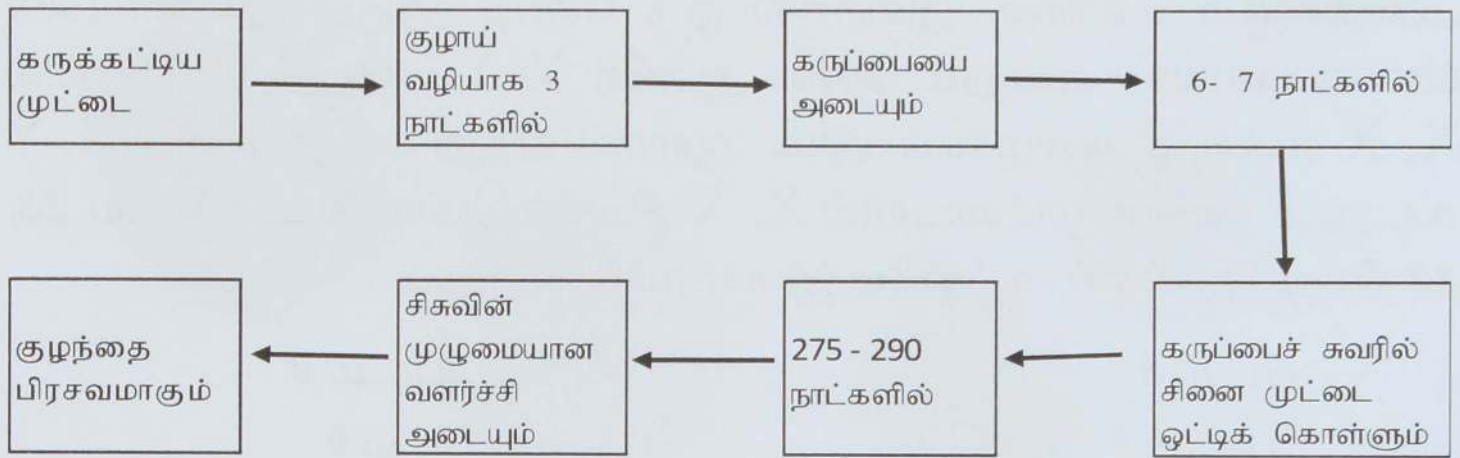 கருக்கட்டிய
முட்டை
குழாய்
வழியாக 3
நாட்களில்
கருப்பையை
அடையும்
6- 7 நாட்களில்
கருப்பைச் சுவரில்
சினை முட்டை
ஒட்டிக் கொள்ளும்
275 - 290
நாட்களில்
சிசுவின்
முழுமையான
வளர்ச்சி
அடையும்
குழந்தை
பிரசவமாகும்